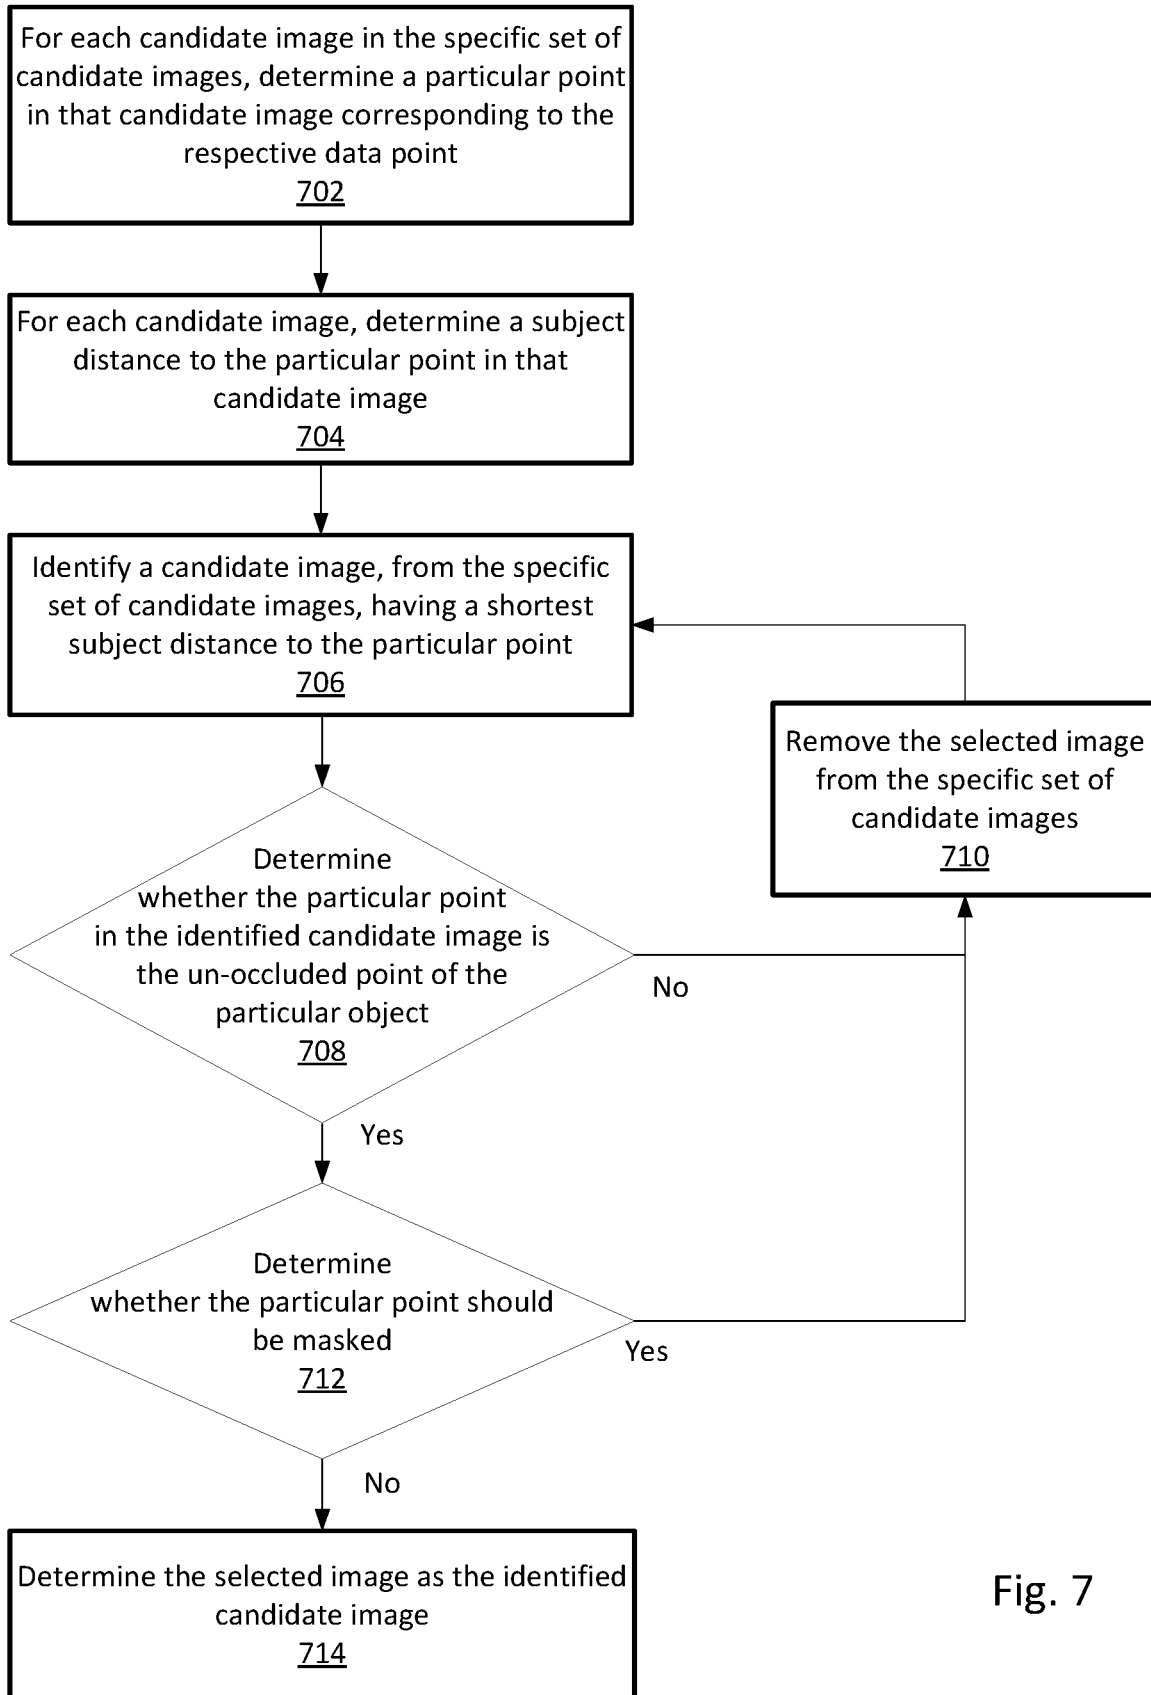 For each candidate image in the specific set of
candidate images, determine a particular point
in that candidate image corresponding to the
respective data point
702
For each candidate image, determine a subject
distance to the particular point in that
candidate image
704
Identify a candidate image, from the specific
set of candidate images, having a shortest
subject distance to the particular point
706
Remove the selected image
from the specific set of
candidate images
710
Determine
whether the particular point
in the identified candidate image is
the un-occluded point of the
particular object
708
No
Yes
Determine
whether the particular point should
be masked
712
Yes
No
Determine the selected image as the identified
candidate image
714
Fig. 7